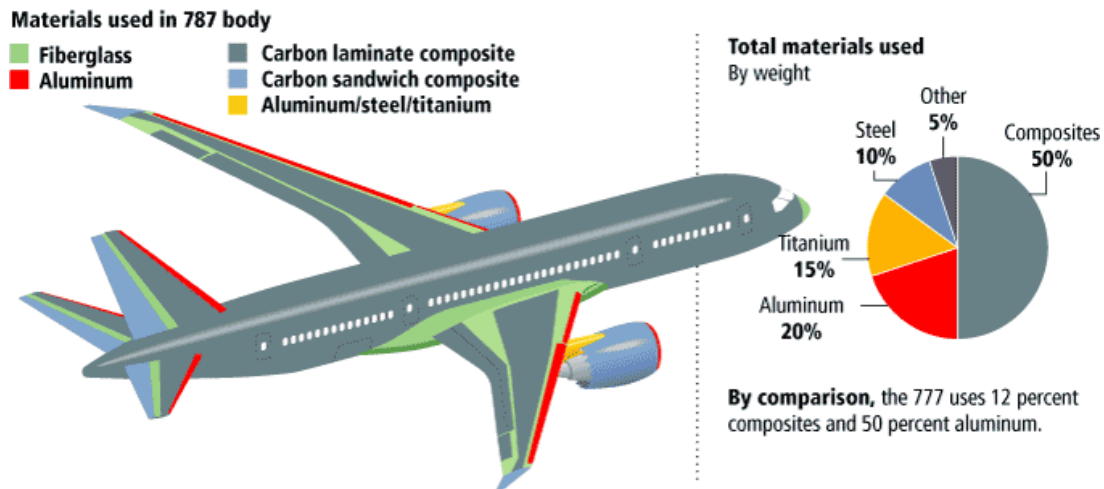 Materials used in 787 body
Fiberglass
Aluminum
Carbon laminate composite
Carbon sandwich composite
Aluminum/steel/titanium
Total materials used
By weight
Other
5%
Steel
10%
Composites
50%
Titanium
15%
Aluminum
20%
By comparison, the 777 uses 12 percent
composites and 50 percent aluminum.